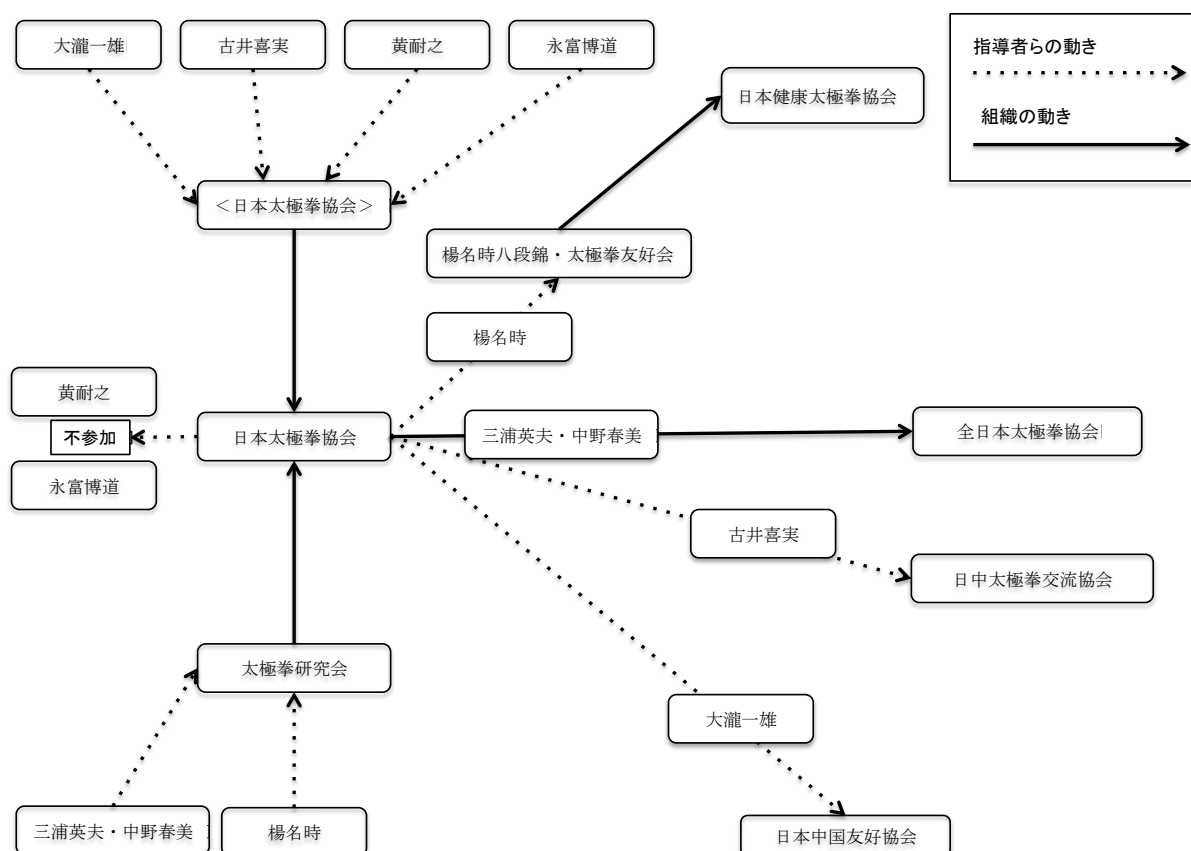 大瀧一雄
古井喜実
黄耐之
永富博道
指導者らの動き
組織の動き
日本健康太極拳協会
＜日本太極拳協会＞
楊名時八段錦・太極拳友好会
楊名時
黄耐之
不参加
永富博道
日本太極拳協会
三浦英夫・中野春美
全日本太極拳協会
古井喜実
日中太極拳交流協会
太極拳研究会
大瀧一雄
三浦英夫・中野春美
楊名時
日本中国友好協会